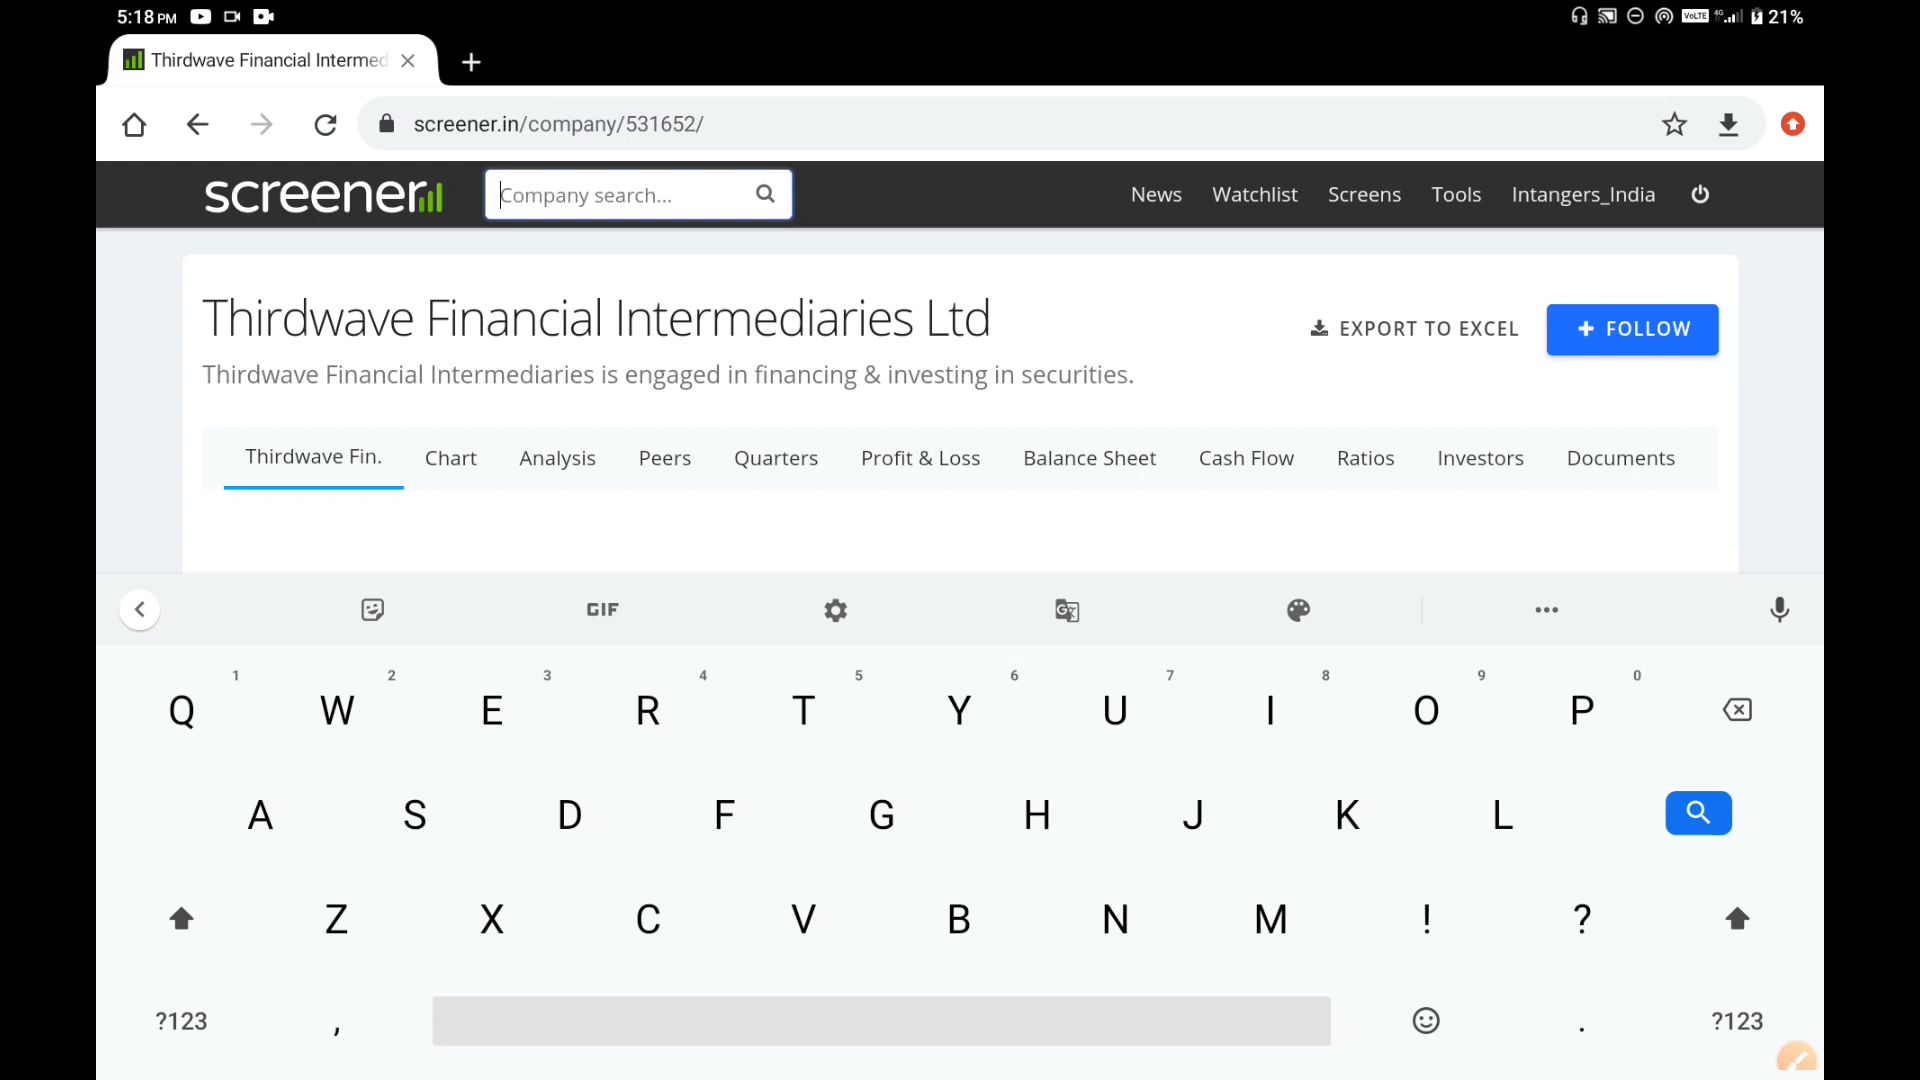 5:18 PM
VoLTE 4G 21%
Thirdwave Financial Intermed
screener.in/company/531652/
screener
Company search...
News Watchlist Screens Tools Intangers_India
Thirdwave Financial Intermediaries Ltd
EXPORT TO EXCEL
FOLLOW
Thirdwave Financial Intermediaries is engaged in financing & investing in securities.
Thirdwave Fin. Chart Analysis Peers Quarters Profit & Loss Balance Sheet Cash Flow Ratios Investors Documents
GIF
1 2 3 4 5 6 7 8 9 0
Q W E R T Y U I O P
A S D F G H J K L
Z X C V B N M ! ?
?123 , . ?123